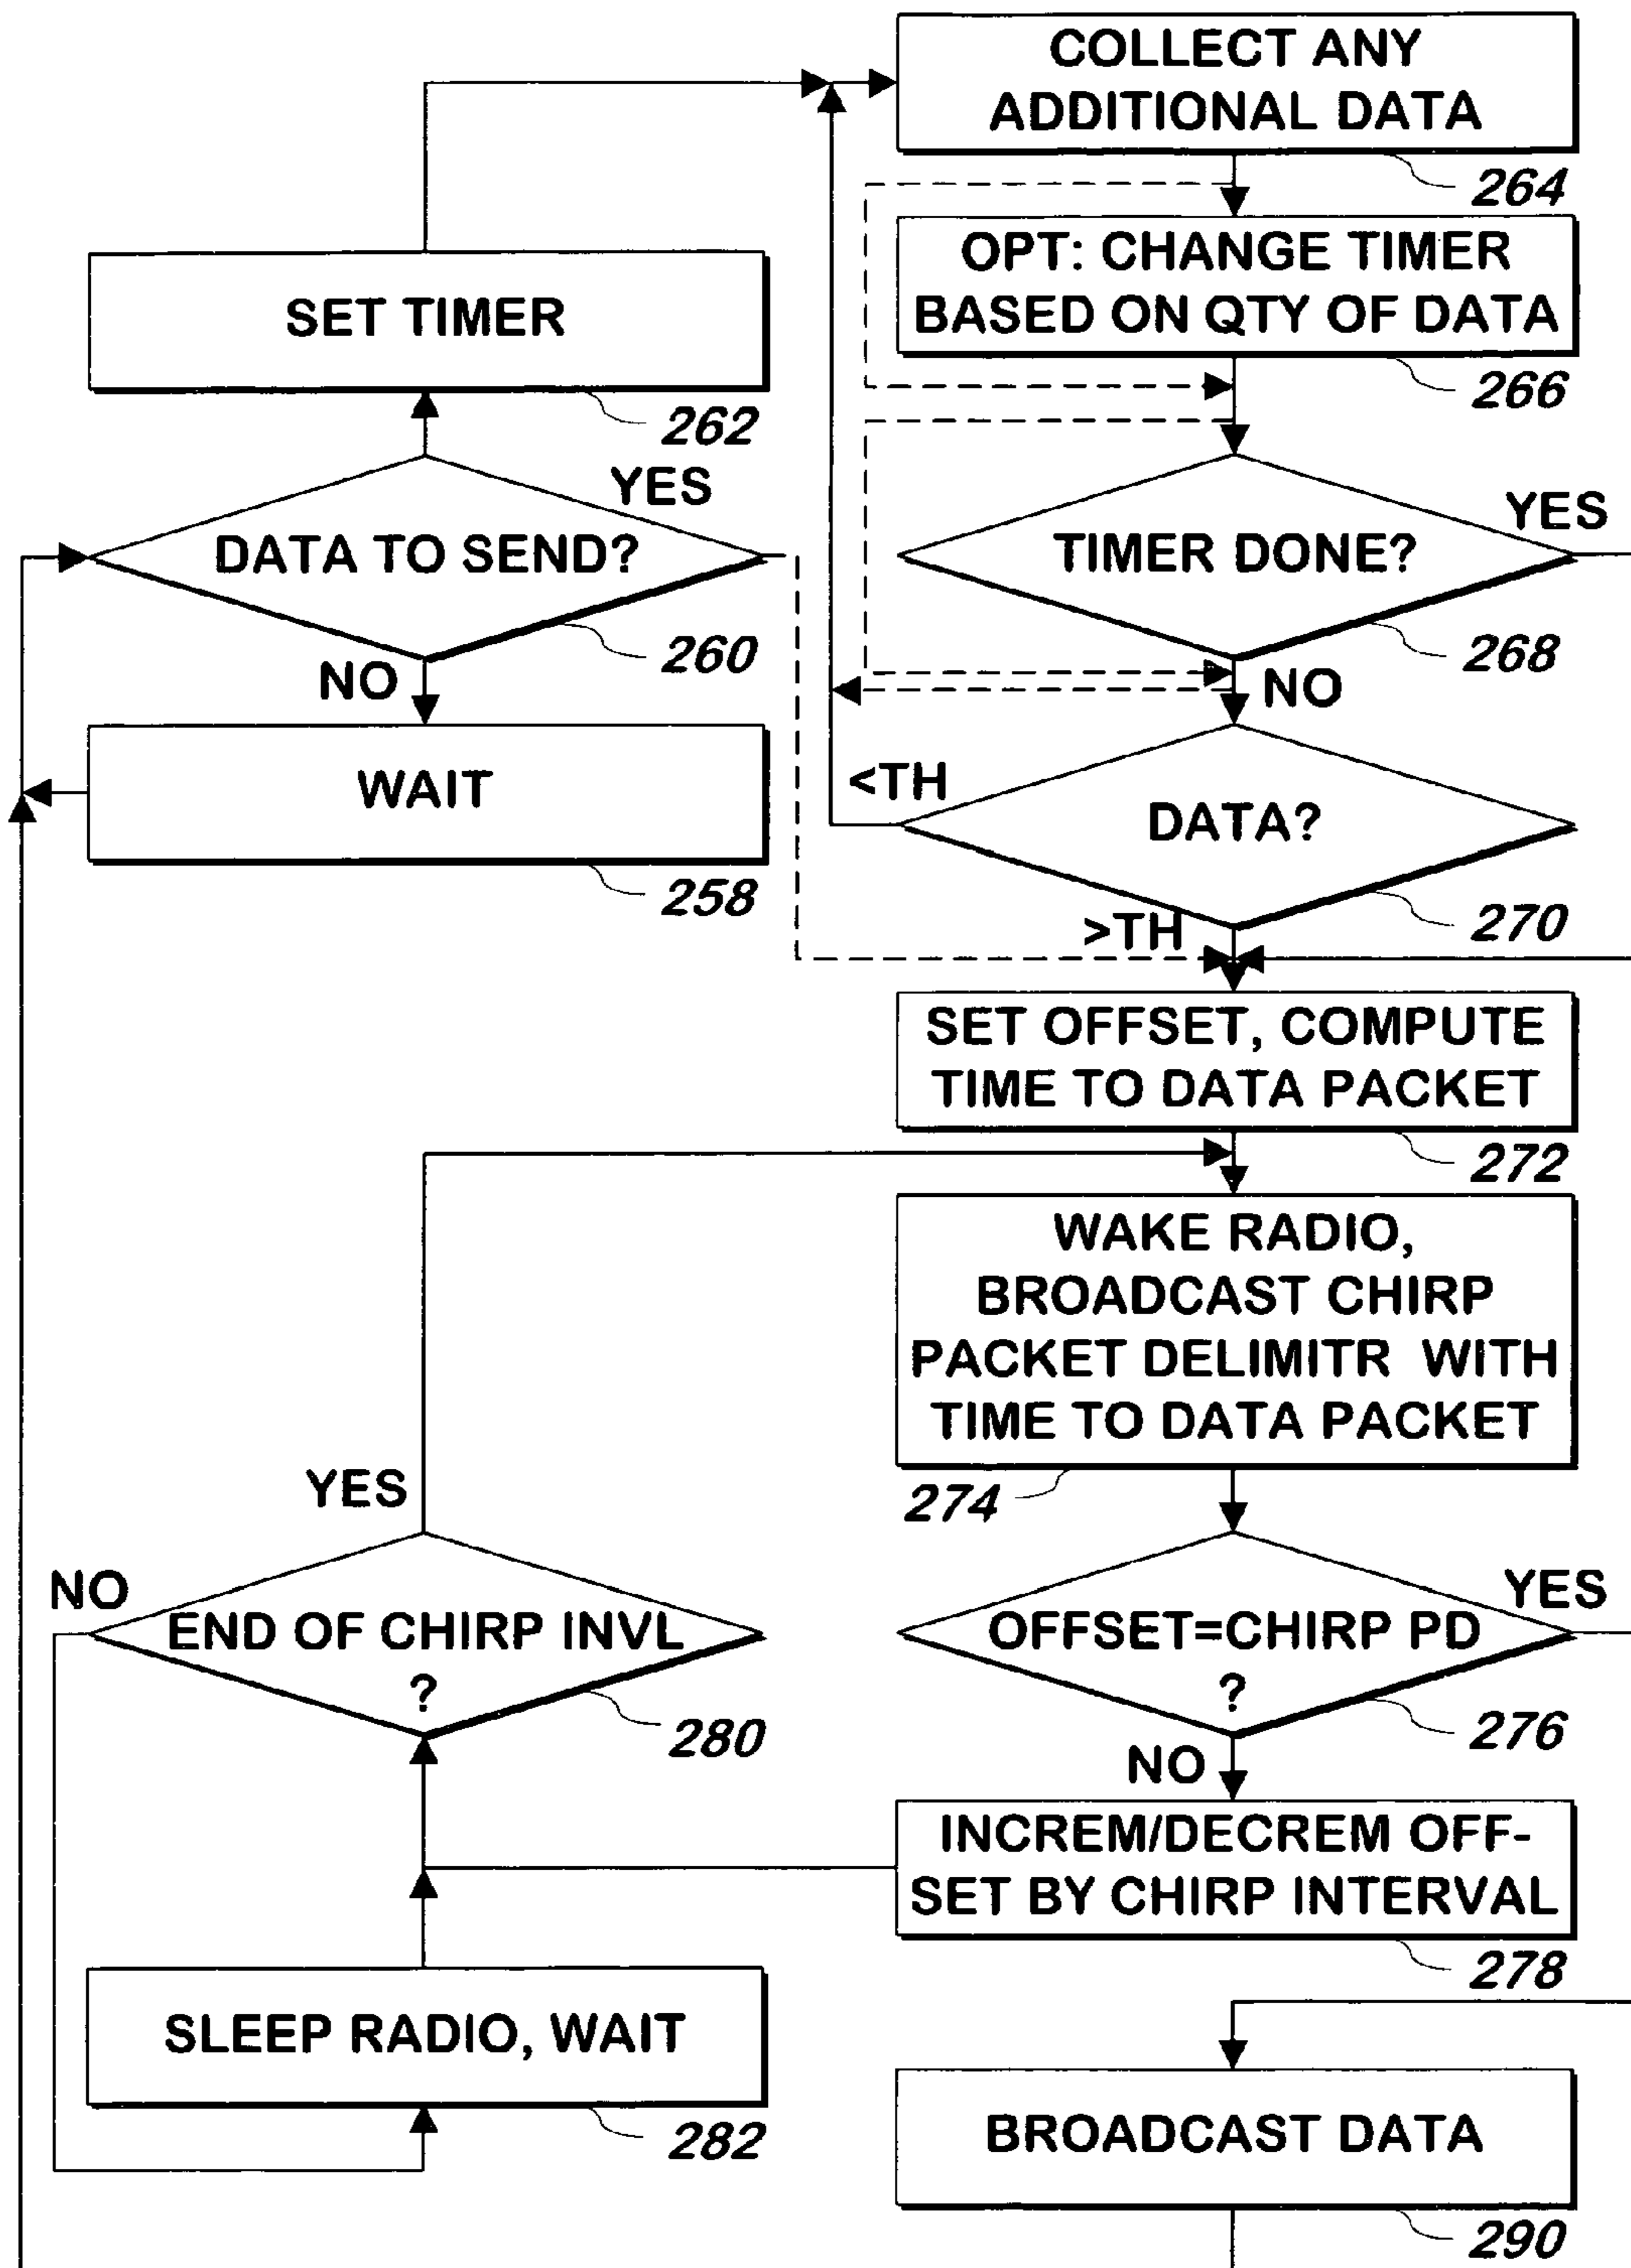 COLLECT ANY
ADDITIONAL DATA
264
OPT: CHANGE TIMER
BASED ON QTY OF DATA
266
SET TIMER
262
YES
DATA TO SEND?
260
NO
WAIT
258
YES
TIMER DONE?
268
NO
<TH
DATA?
270
>TH
SET OFFSET, COMPUTE
TIME TO DATA PACKET
272
WAKE RADIO,
BROADCAST CHIRP
PACKET DELIMITR WITH
TIME TO DATA PACKET
274
YES
NO
END OF CHIRP INVL
?
280
YES
OFFSET=CHIRP PD
?
276
NO
INCREM/DECREM OFF-
SET BY CHIRP INTERVAL
278
SLEEP RADIO, WAIT
282
BROADCAST DATA
290